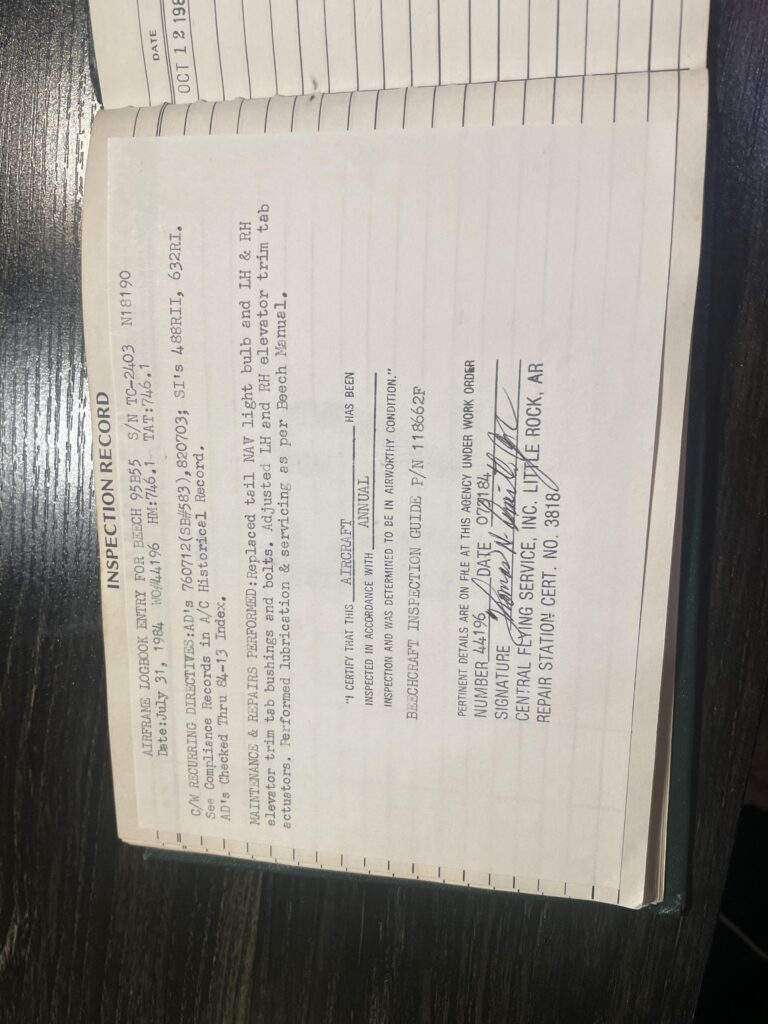 DATE
OCT 12 198
INSPECTION RECORD
AIRFRAME LOGBOOK ENTRY FOR BEECH 95B55 S/N TC-2403 N18190
Date:July 31, 1984 WO#44196 HM:746.1 TAT:746.1
C/W RECURRING DIRECTIVES:AD's 760712(SB#583),820703; SI's 488RII, 632RI.
See Compliance Records in A/C Historical Record.
AD's Checked Thru 84-13 Index.
MAINTENANCE & REPAIRS PERFORMED:Replaced tail NAV light bulb and LH & RH
elevator trim tab bushings and bolts. Adjusted LH and RH elevator trim tab
actuators. Performed lubrication & servicing as per Beech Manual.
"I CERTIFY THAT THIS AIRCRAFT HAS BEEN
INSPECTED IN ACCORDANCE WITH ANNUAL
INSPECTION AND WAS DETERMINED TO BE IN AIRWORTHY CONDITION."
BEECHCRAFT INSPECTION GUIDE P/N 118662F
PERTINENT DETAILS ARE ON FILE AT THIS AGENCY UNDER WORK ORDER
NUMBER 44196 DATE
SIGNATURE
CENTRAL FLYING SERVICE, INC. LITTLE ROCK, AR
REPAIR STATION CERT. NO. 3818